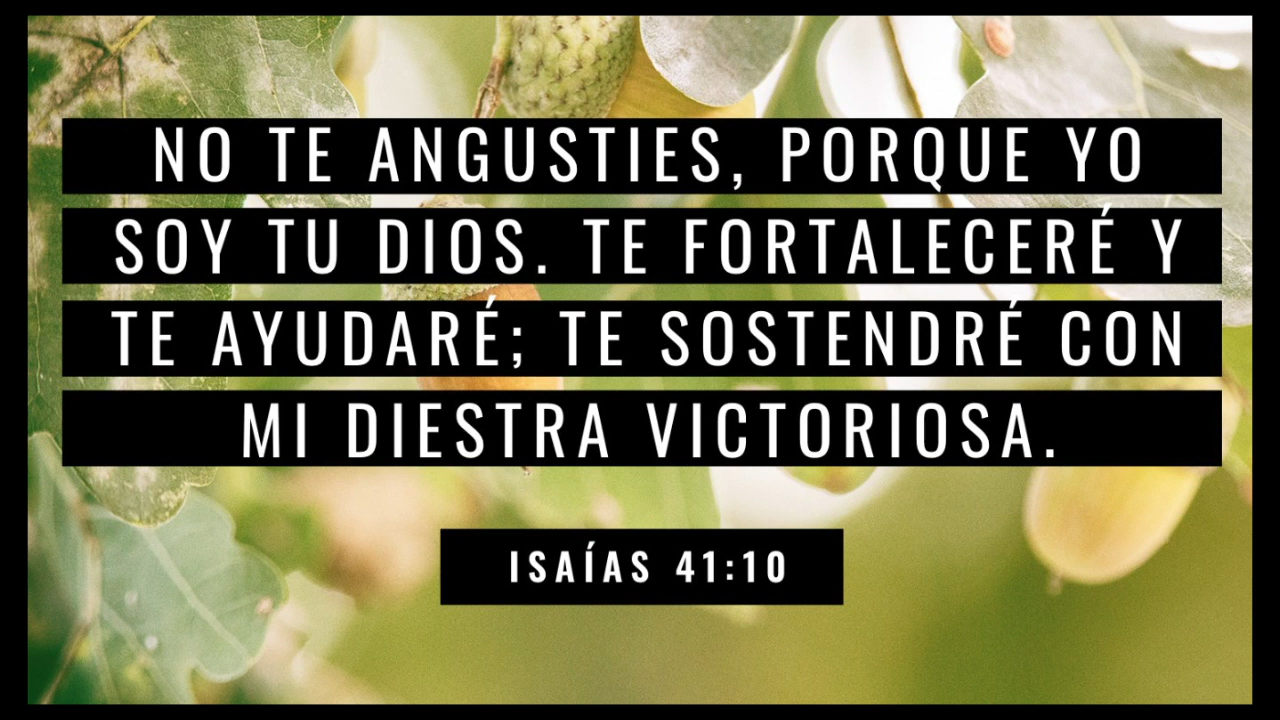 NO TE ANGUSTIES, PORQUE YO
SOY TU DIOS. TE FORTALECERÉ Y
TE AYUDARÉ; TE SOSTENDRÉ CON
MI DIESTRA VICTORIOSA.
ISAÍAS 41:10